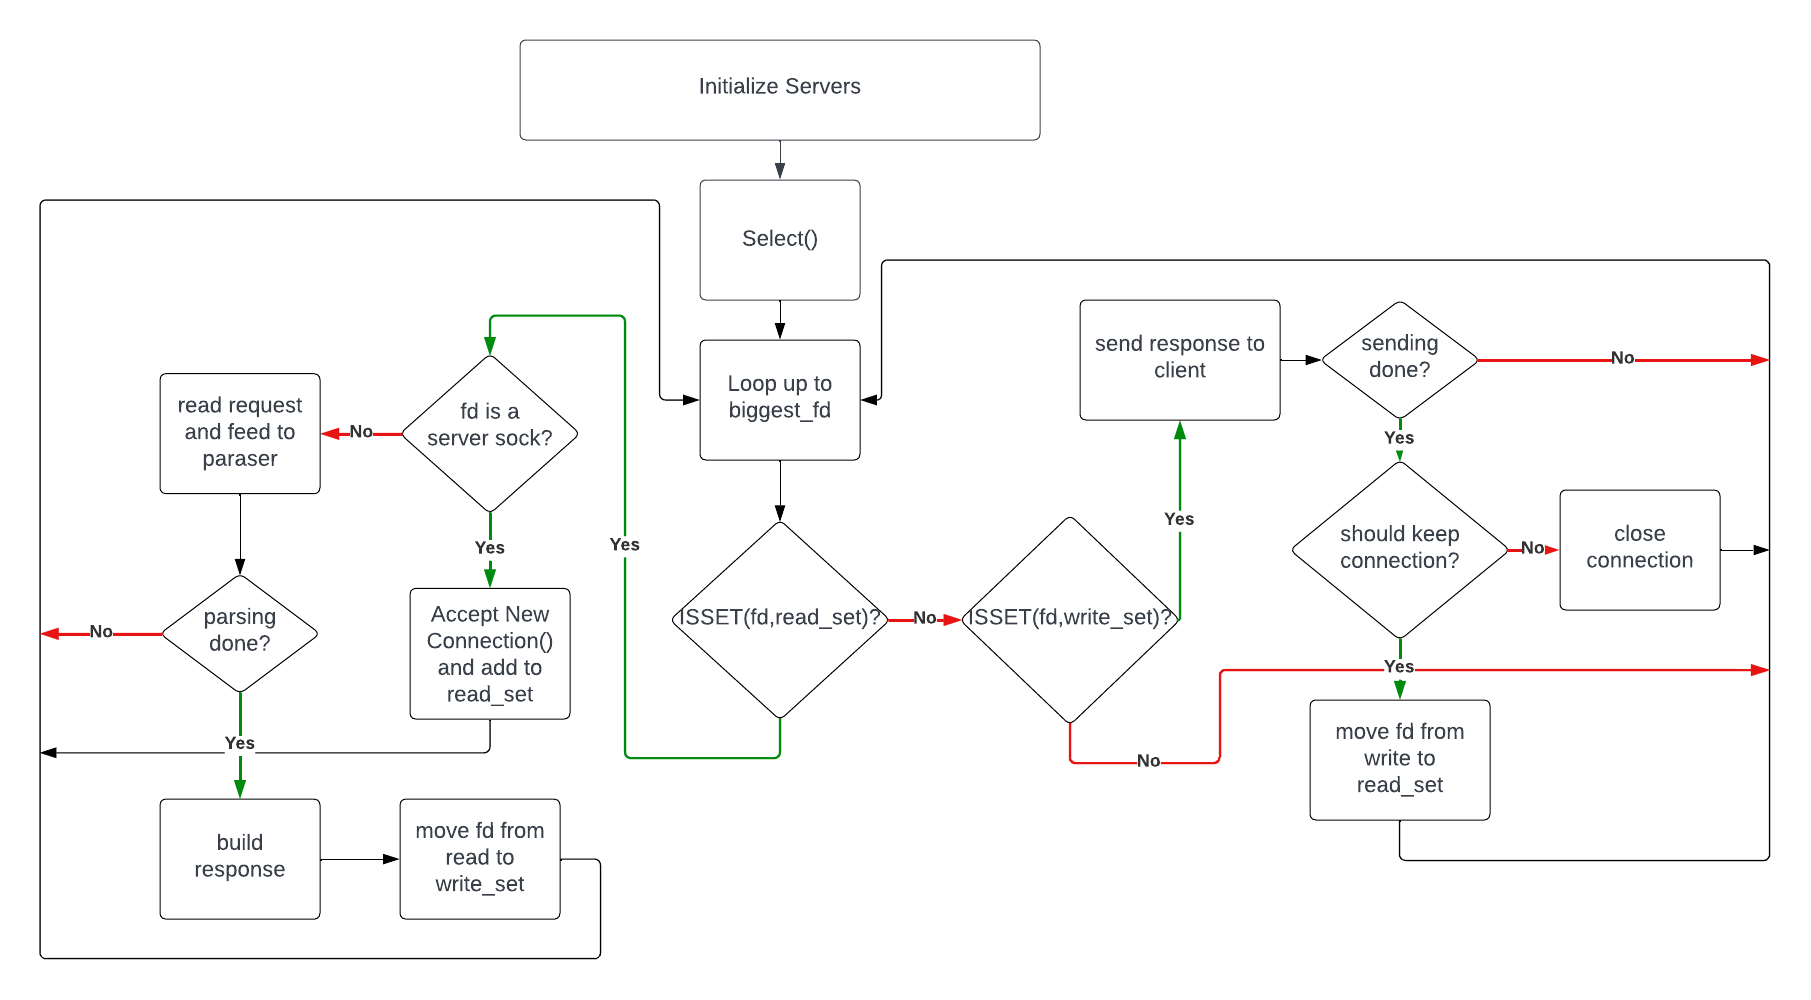 Initialize Servers
Select()
Loop up to
biggest_fd
ISSET(fd,read_set)?
Yes
No
fd is a
server sock?
No
Yes
read request
and feed to
paraser
Accept New
Connection()
and add to
read_set
parsing
done?
No
Yes
build
response
move fd from
read to
write_set
ISSET(fd,write_set)?
Yes
No
send response to
client
sending
done?
No
Yes
should keep
connection?
No
Yes
close
connection
move fd from
write to
read_set